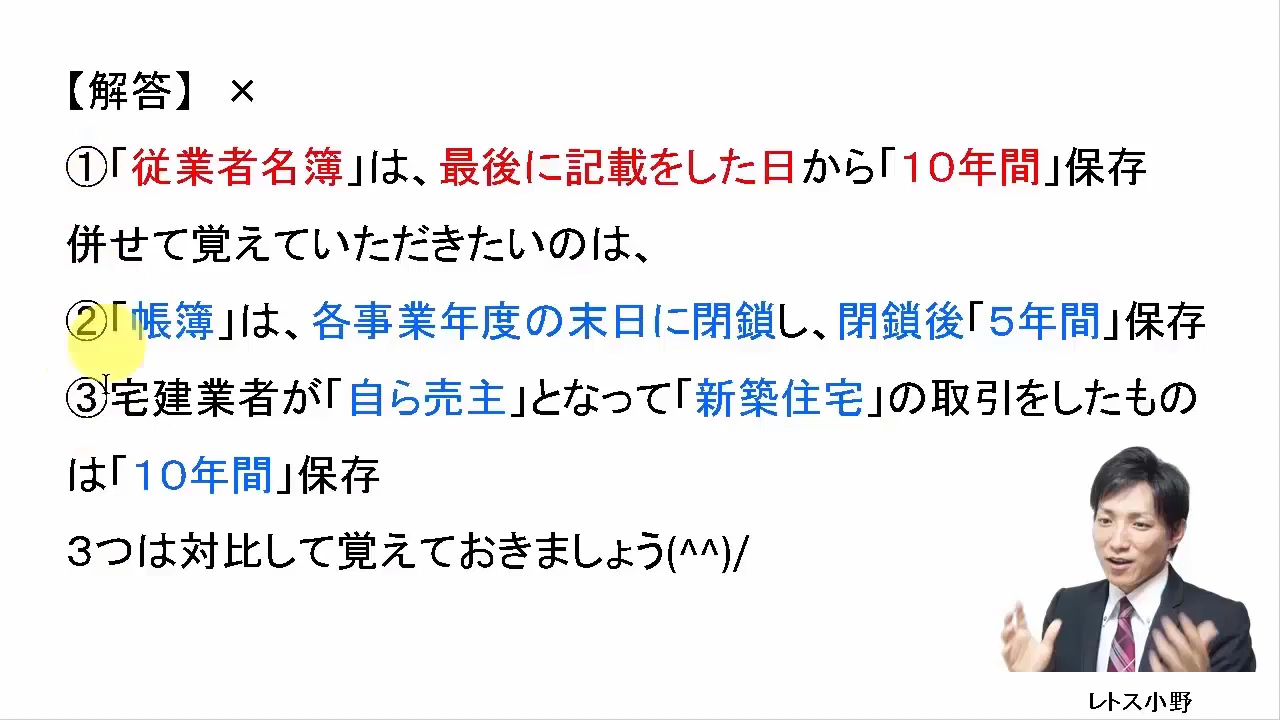 【解答】 ×
①「従業者名簿」は、最後に記載をした日から「１０年間」保存
併せて覚えていただきたいのは、
②「帳簿」は、各事業年度の末日に閉鎖し、閉鎖後「５年間」保存
③宅建業者が「自ら売主」となって「新築住宅」の取引をしたもの
は「１０年間」保存
３つは対比して覚えておきましょう(^^)/
レトス小野